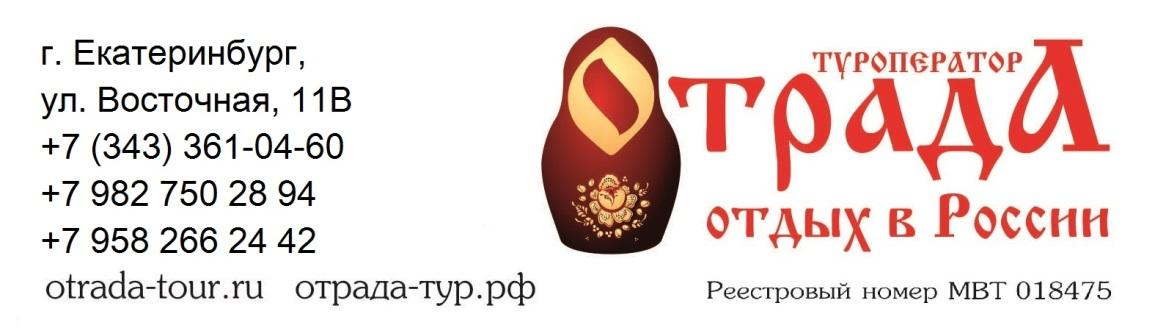 г. Екатеринбург,
ул. Восточная, 11В
+7 (343) 361-04-60
+7 982 750 28 94
+7 958 266 24 42
otrada-tour.ru отрада-тур.рф
туроператор
ОтрадА
отдых в России
Реестровый номер МВТ 018475